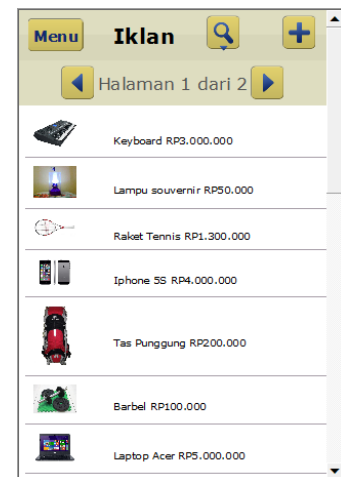 Menu Iklan
Halaman 1 dari 2
Keyboard RP3.000.000
Lampu souvernir RP50.000
Raket Tennis RP1.300.000
Iphone 5S RP4.000.000
Tas Punggung RP200.000
Barbel RP100.000
Laptop Acer RP5.000.000